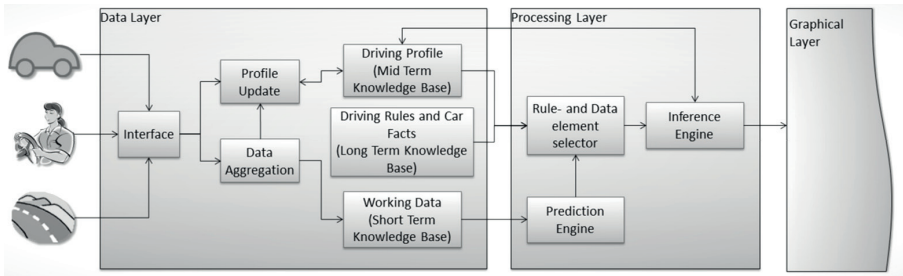 Data Layer
Processing Layer
Graphical
Layer
Interface
Profile
Update
Data
Aggregation
Driving Profile
(Mid Term
Knowledge Base)
Driving Rules and Car
Facts
(Long Term Knowledge
Base)
Working Data
(Short Term
Knowledge Base)
Rule- and Data
element
selector
Prediction
Engine
Inference
Engine